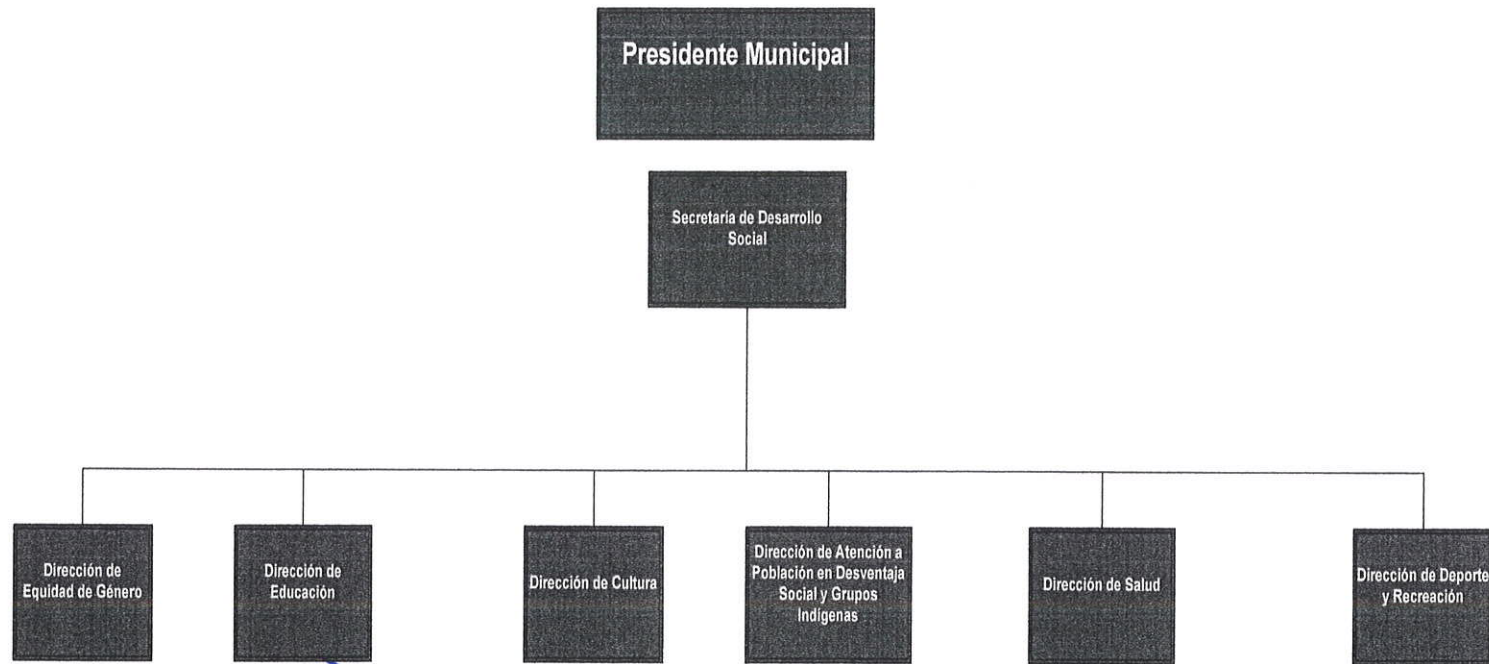 Presidente Municipal
Secretaría de Desarrollo
Social
Dirección de
Equidad de Género
Dirección de
Educación
Dirección de Cultura
Dirección de Atención a
Población en Desventaja
Social y Grupos
Indígenas
Dirección de Salud
Dirección de Deporte
y Recreación